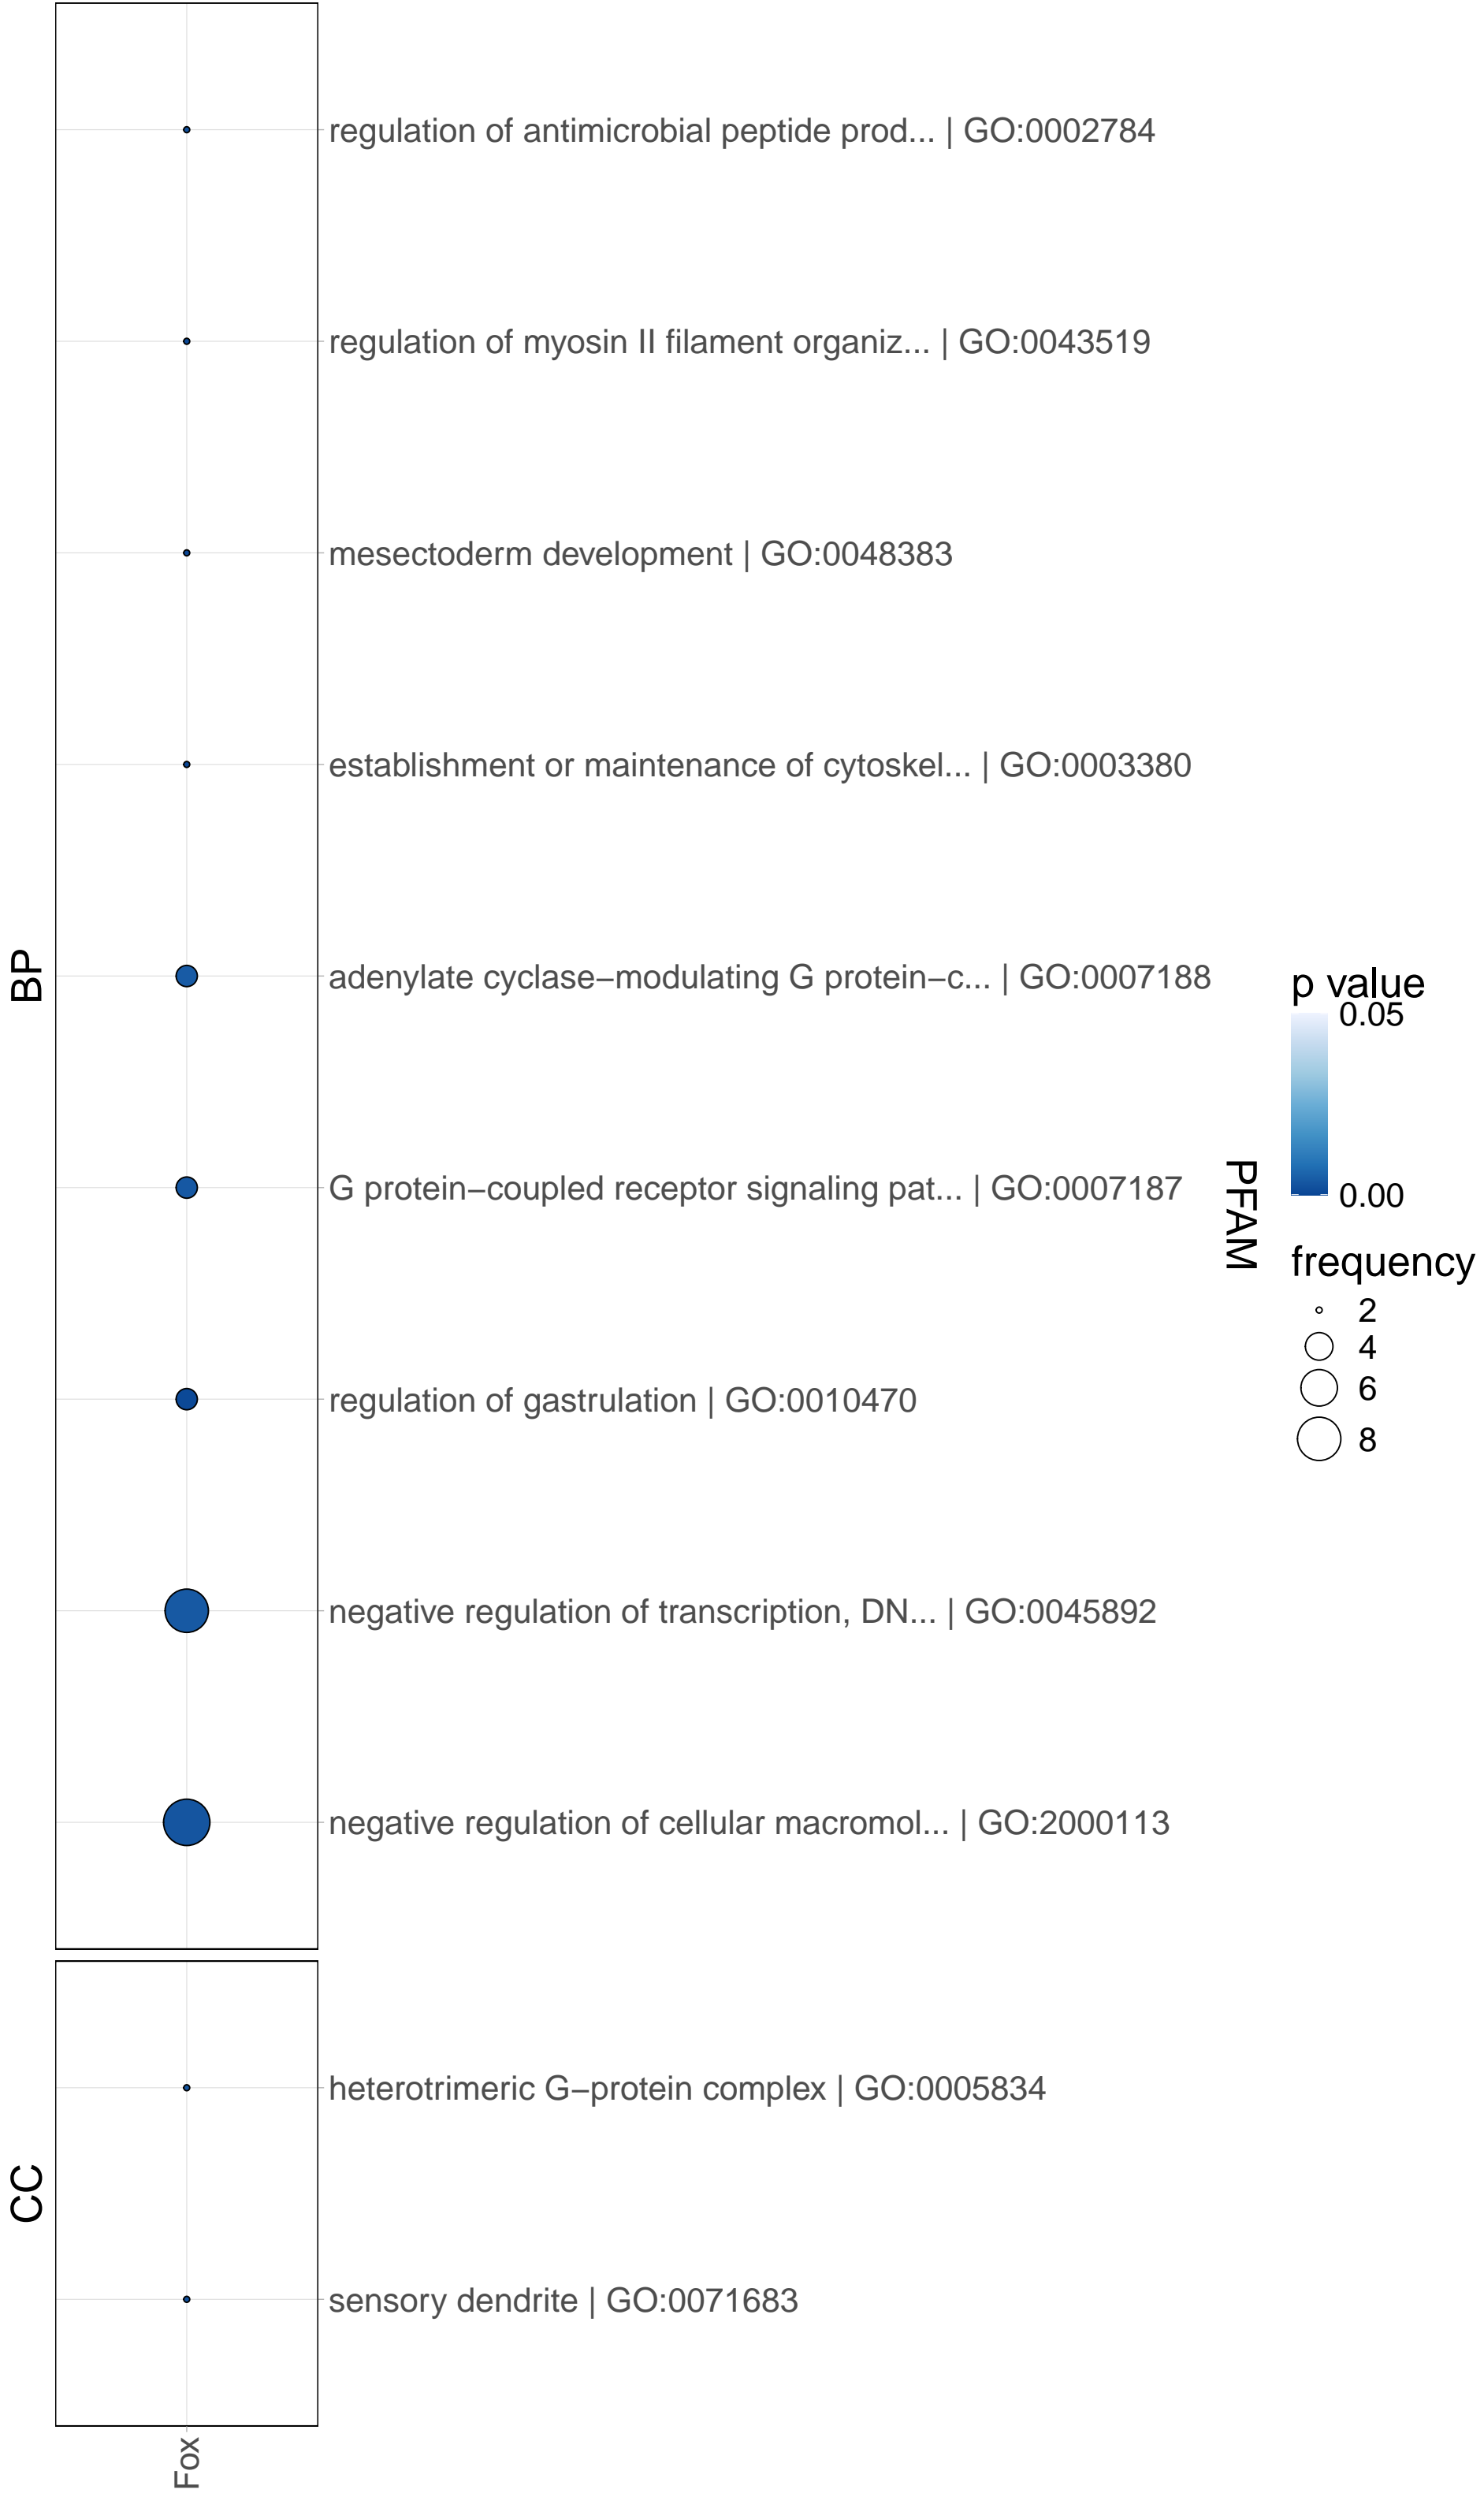 BP
regulation of antimicrobial peptide prod... | GO:0002784
regulation of myosin II filament organiz... | GO:0043519
mesectoderm development | GO:0048383
establishment or maintenance of cytoskel... | GO:0003380
adenylate cyclase−modulating G protein−c... | GO:0007188
G protein−coupled receptor signaling pat... | GO:0007187
regulation of gastrulation | GO:0010470
negative regulation of transcription, DN... | GO:0045892
negative regulation of cellular macromol... | GO:2000113
CC
heterotrimeric G−protein complex | GO:0005834
sensory dendrite | GO:0071683
Fox
PFAM
p value
0.05
0.00
frequency
2
4
6
8